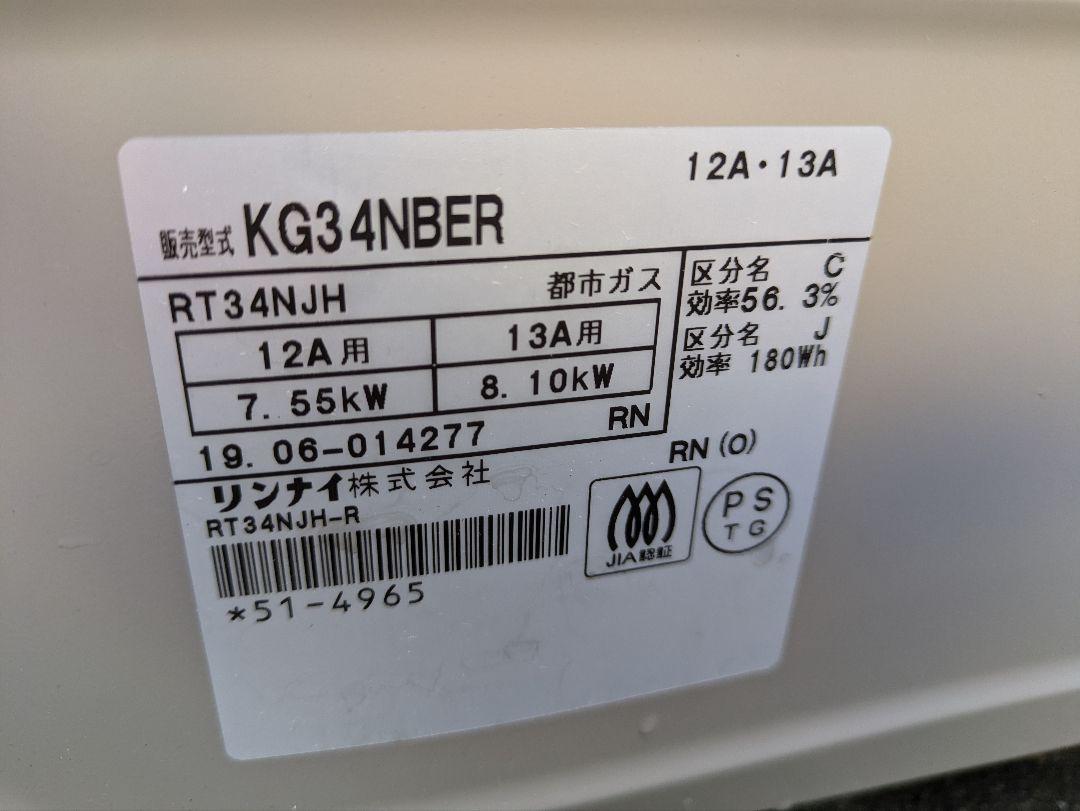 12A・13A
販売型式 KG34NBER
RT34NJH 都市ガス
12A用 13A用
7.55kW 8.10kW
19.06-014277 RN
区分名 C
効率56.3%
区分名 J
効率 180Wh
RN(O)
リンナイ株式会社
RT34NJH-R
*51-4965
JIA認証
PS
TG